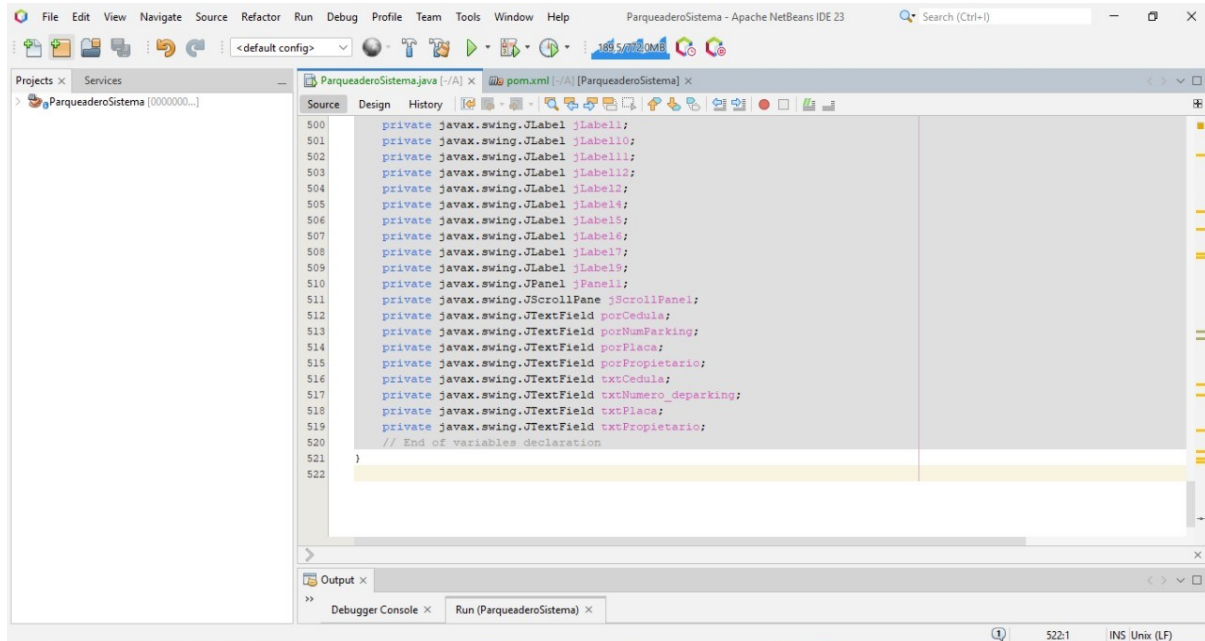 File Edit View Navigate Source Refactor Run Debug Profile Team Tools Window Help ParqueaderoSistema - Apache NetBeans IDE 23 Search (Ctrl+I)
<default config> 189.5/772.0MB
Projects Services
ParqueaderoSistema [0000000...]
ParqueaderoSistema.java [-/A] pom.xml [-/A] [ParqueaderoSistema]
Source Design History
500 private javax.swing.JLabel jLabel1;
501 private javax.swing.JLabel jLabel10;
502 private javax.swing.JLabel jLabel11;
503 private javax.swing.JLabel jLabel12;
504 private javax.swing.JLabel jLabel2;
505 private javax.swing.JLabel jLabel4;
506 private javax.swing.JLabel jLabel5;
507 private javax.swing.JLabel jLabel6;
508 private javax.swing.JLabel jLabel7;
509 private javax.swing.JLabel jLabel9;
510 private javax.swing.JPanel jPanel1;
511 private javax.swing.JScrollPane jScrollPane1;
512 private javax.swing.JTextField porCedula;
513 private javax.swing.JTextField porNumParking;
514 private javax.swing.JTextField porPlaca;
515 private javax.swing.JTextField porPropietario;
516 private javax.swing.JTextField txtCedula;
517 private javax.swing.JTextField txtNumero_deparking;
518 private javax.swing.JTextField txtPlaca;
519 private javax.swing.JTextField txtPropietario;
520 // End of variables declaration
521 }
522
Output
Debugger Console Run (ParqueaderoSistema)
1 522:1 INS Unix (LF)